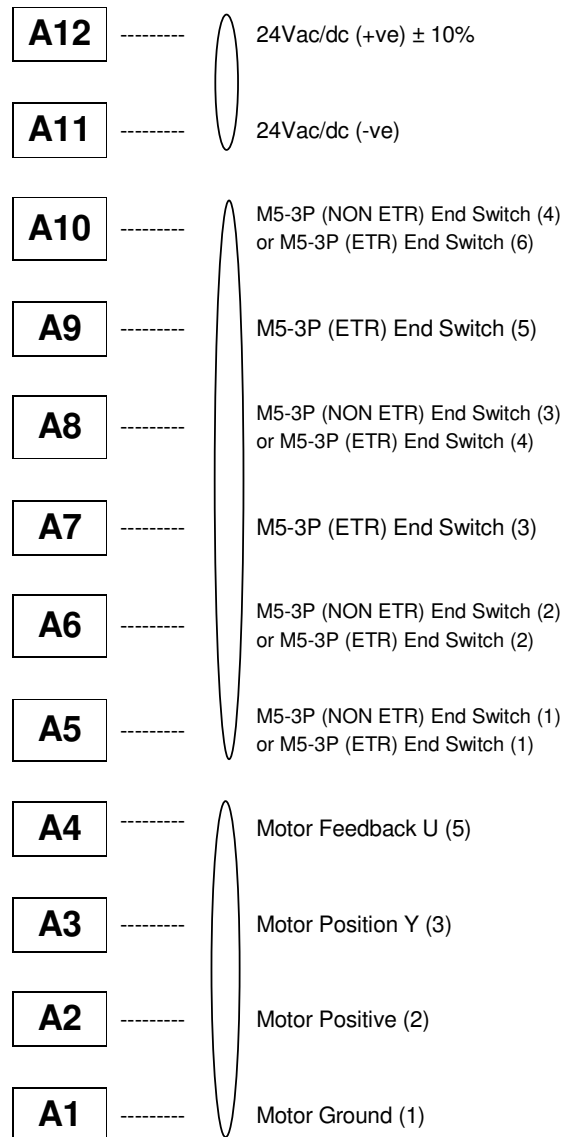 A12 --------- 24Vac/dc (+ve) ± 10%
A11 --------- 24Vac/dc (-ve)
A10 --------- M5-3P (NON ETR) End Switch (4)
or M5-3P (ETR) End Switch (6)
A9 --------- M5-3P (ETR) End Switch (5)
A8 --------- M5-3P (NON ETR) End Switch (3)
or M5-3P (ETR) End Switch (4)
A7 --------- M5-3P (ETR) End Switch (3)
A6 --------- M5-3P (NON ETR) End Switch (2)
or M5-3P (ETR) End Switch (2)
A5 --------- M5-3P (NON ETR) End Switch (1)
or M5-3P (ETR) End Switch (1)
A4 --------- Motor Feedback U (5)
A3 --------- Motor Position Y (3)
A2 --------- Motor Positive (2)
A1 --------- Motor Ground (1)